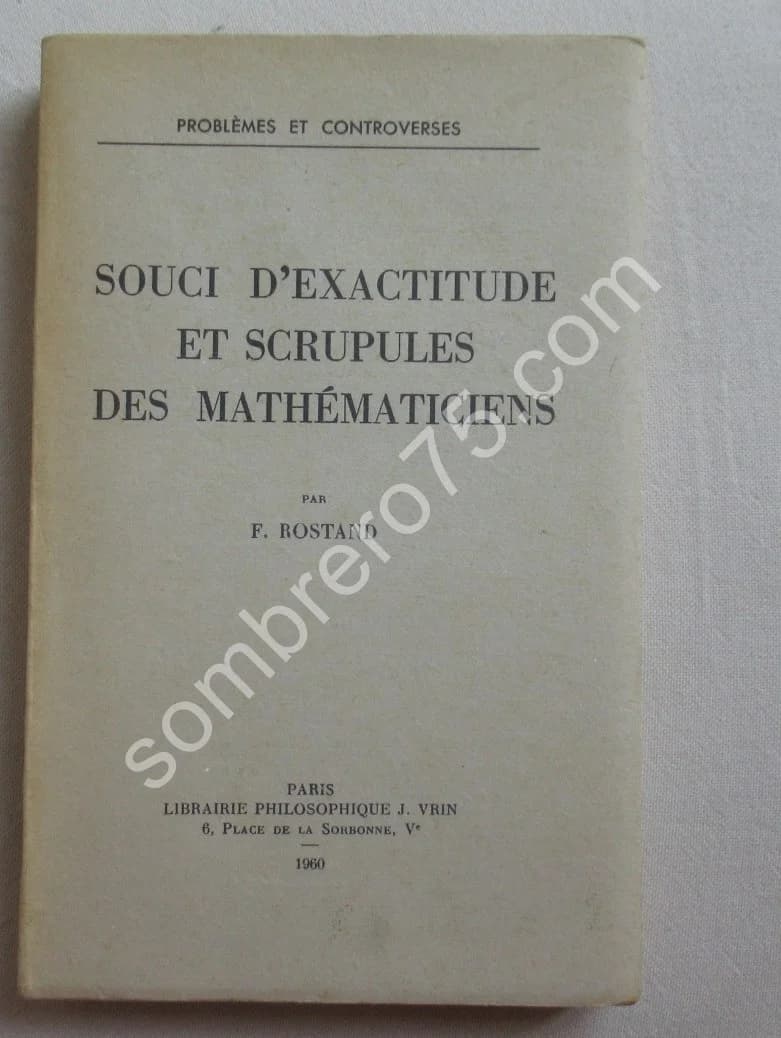 PROBLÈMES ET CONTROVERSES
SOUCI D'EXACTITUDE
ET SCRUPULES
DES MATHÉMATICIENS
PAR
F. ROSTAND
PARIS
LIBRAIRIE PHILOSOPHIQUE J. VRIN
6, PLACE DE LA SORBONNE, Vᵉ
1960
sombrero75.com